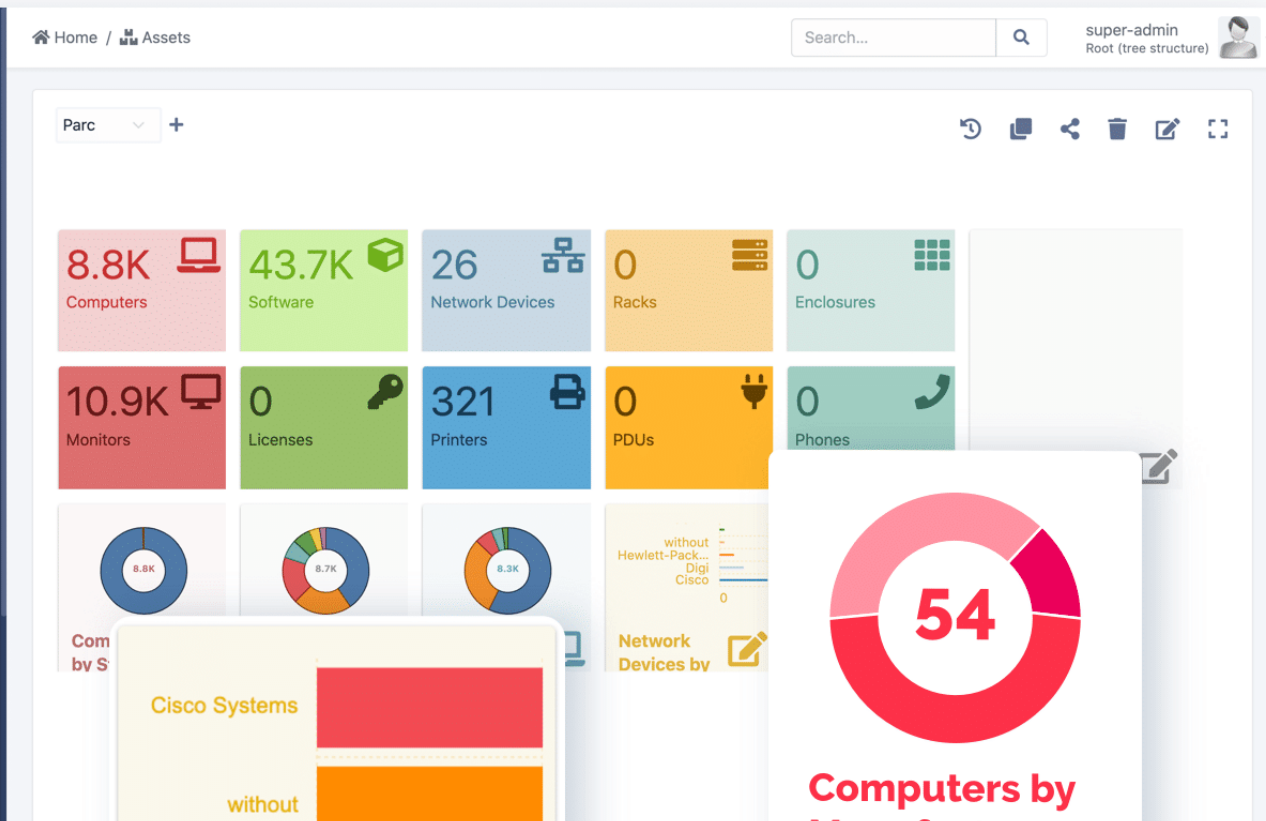 Home / Assets
Search...
super-admin
Root (tree structure)
Parc
8.8K
Computers
43.7K
Software
26
Network Devices
0
Racks
0
Enclosures
10.9K
Monitors
0
Licenses
321
Printers
0
PDUs
0
Phones
8.8K
8.7K
8.3K
without
Hewlett-Pack...
Digi
Cisco
0
Com
by
Network
Devices by
Cisco Systems
without
54
Computers by